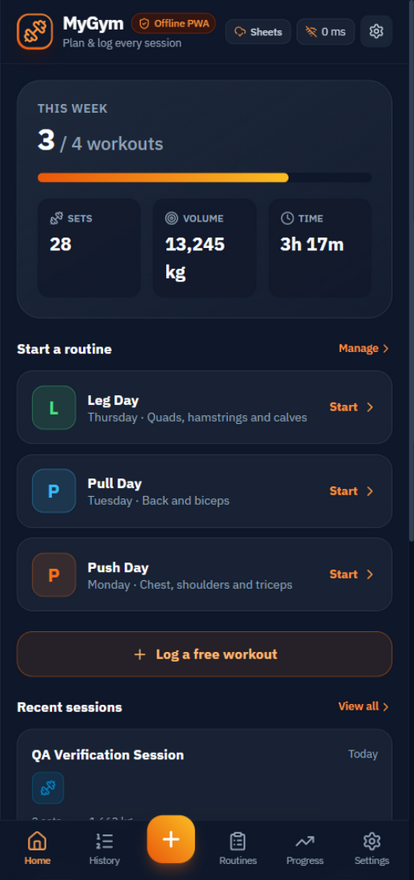 MyGym
Offline PWA
Plan & log every session
Sheets
0 ms
THIS WEEK
3 / 4 workouts
SETS
28
VOLUME
13,245
kg
TIME
3h 17m
Start a routine
Manage
L
Leg Day
Thursday · Quads, hamstrings and calves
Start
P
Pull Day
Tuesday · Back and biceps
Start
P
Push Day
Monday · Chest, shoulders and triceps
Start
+ Log a free workout
Recent sessions
View all
QA Verification Session
Today
Home
History
+
Routines
Progress
Settings